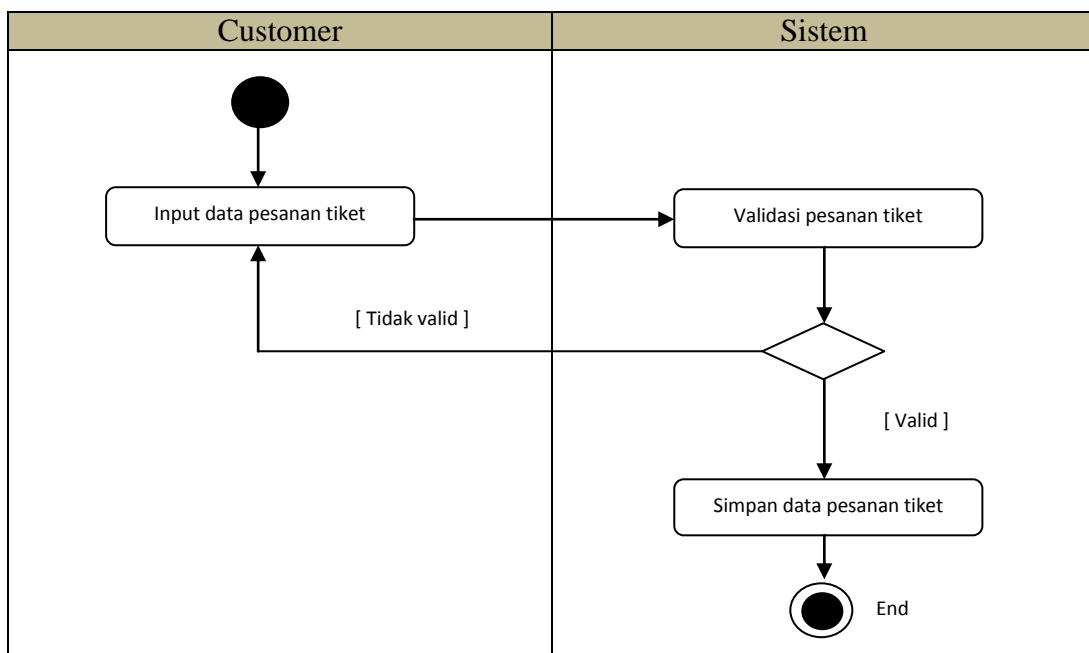 Customer
Sistem
Input data pesanan tiket
Validasi pesanan tiket
[ Tidak valid ]
[ Valid ]
Simpan data pesanan tiket
End